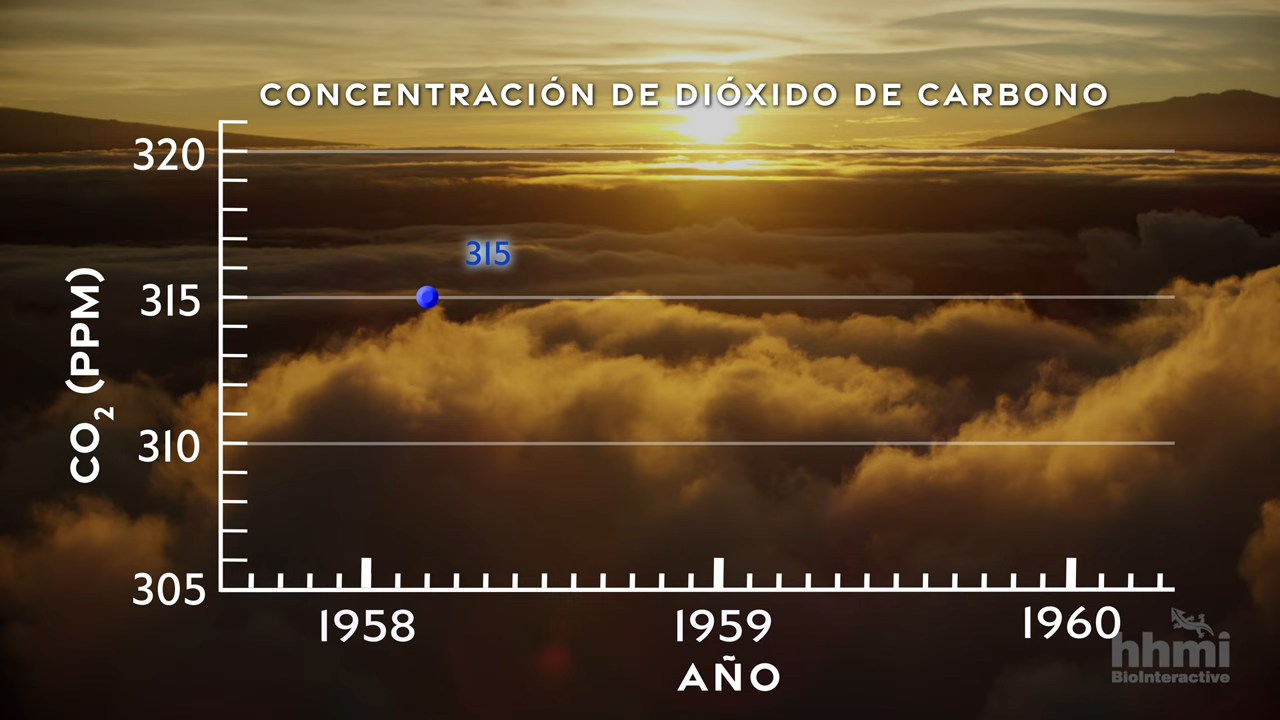 CONCENTRACIÓN DE DIÓXIDO DE CARBONO
320
315
315
310
305
CO₂ (PPM)
1958
1959
1960
AÑO
hhmi
BioInteractive